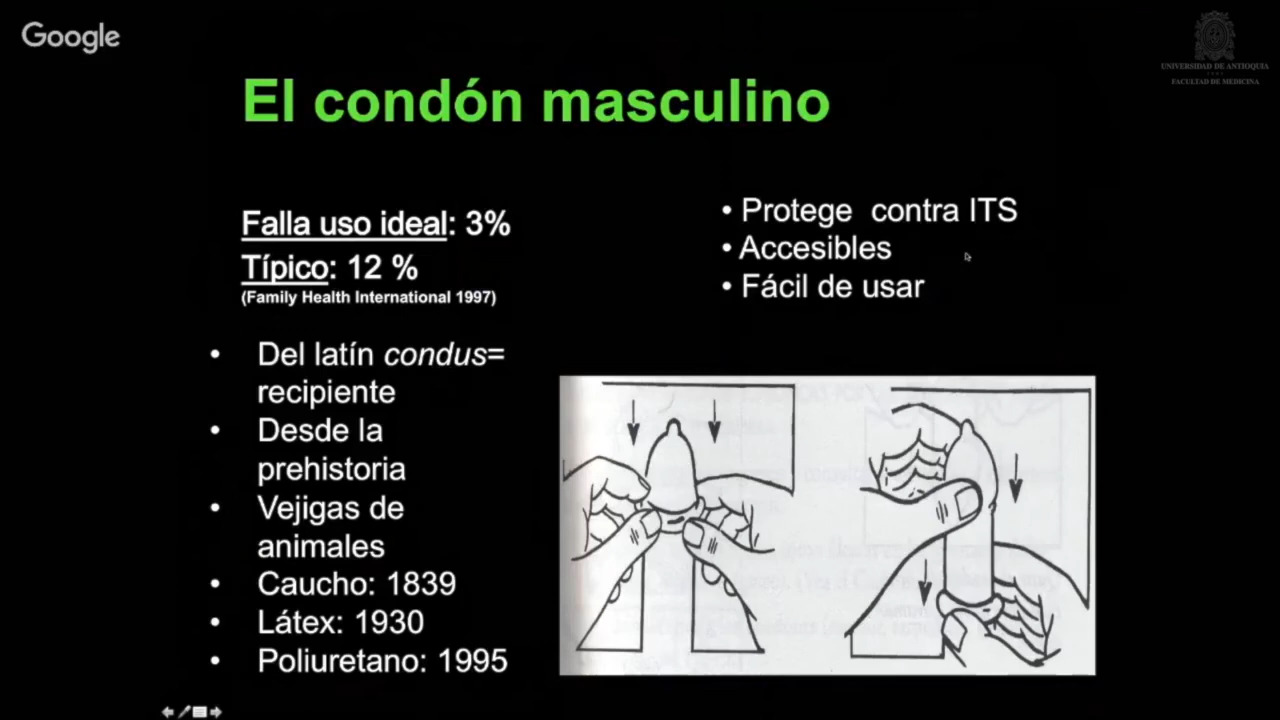 Google
UNIVERSIDAD DE ANTIOQUIA
1803
FACULTAD DE MEDICINA
El condón masculino
Falla uso ideal: 3%
Típico: 12 %
(Family Health International 1997)
• Protege contra ITS
• Accesibles
• Fácil de usar
• Del latín condus=
recipiente
• Desde la
prehistoria
• Vejigas de
animales
• Caucho: 1839
• Látex: 1930
• Poliuretano: 1995